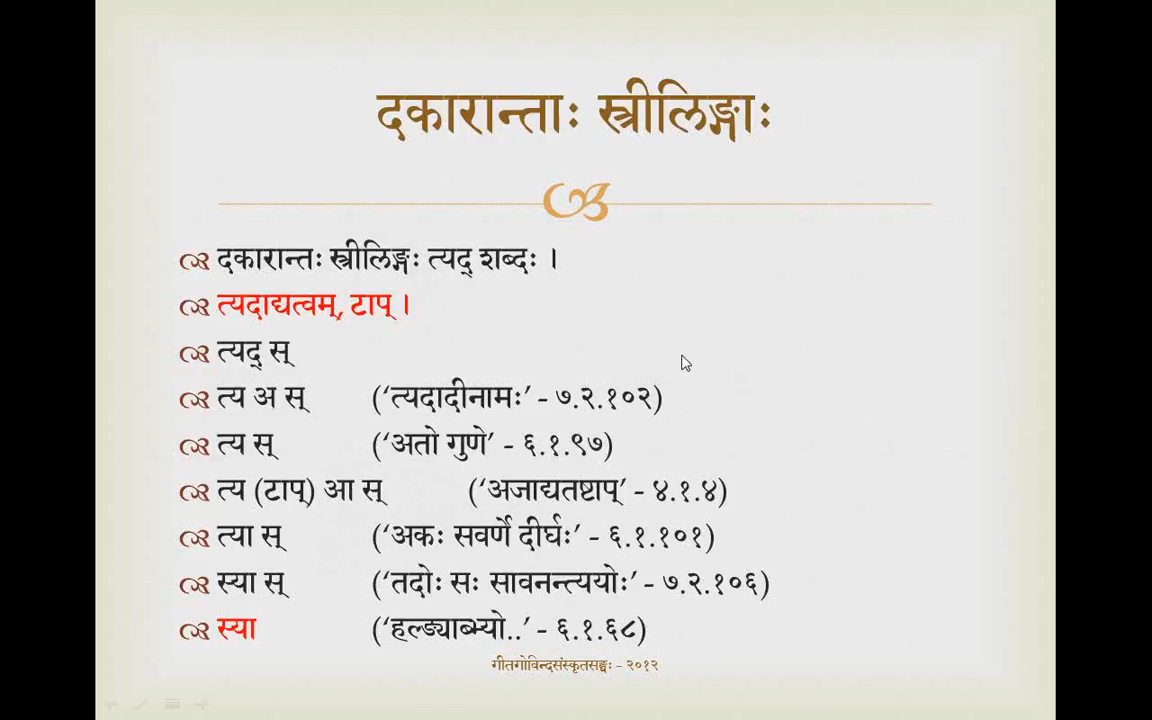 दकारान्ताः स्त्रीलिङ्गाः
दकारान्तः स्त्रीलिङ्गः त्यद् शब्दः ।
त्यदाद्यत्वम्, टाप् ।
त्यद् स्
त्य अ स् (‘त्यदादीनामः’ - ७.२.१०२)
त्य स् (‘अतो गुणे’ - ६.१.९७)
त्य (टाप्) आ स् (‘अजाद्यतष्टाप्’ - ४.१.४)
त्या स् (‘अकः सवर्णे दीर्घः’ - ६.१.१०१)
स्या स् (‘तदोः सः सावनन्त्ययोः’ - ७.२.१०६)
स्या (‘हल्ङ्याब्भ्यो..’ - ६.१.६८)
गीतगोविन्दसंस्कृतसङ्घः - २०१२